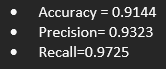 • Accuracy = 0.9144
• Precision= 0.9323
• Recall=0.9725